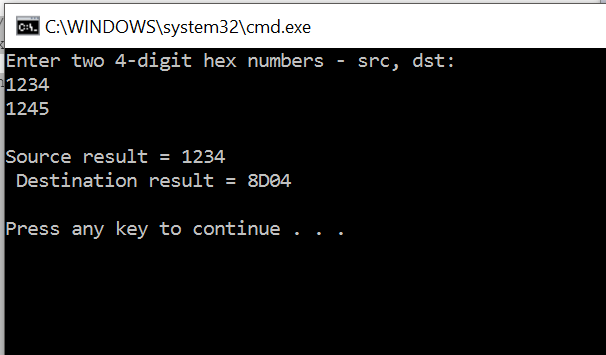 C:\WINDOWS\system32\cmd.exe
Enter two 4-digit hex numbers - src, dst:
1234
1245
Source result = 1234
Destination result = 8D04
Press any key to continue . . .